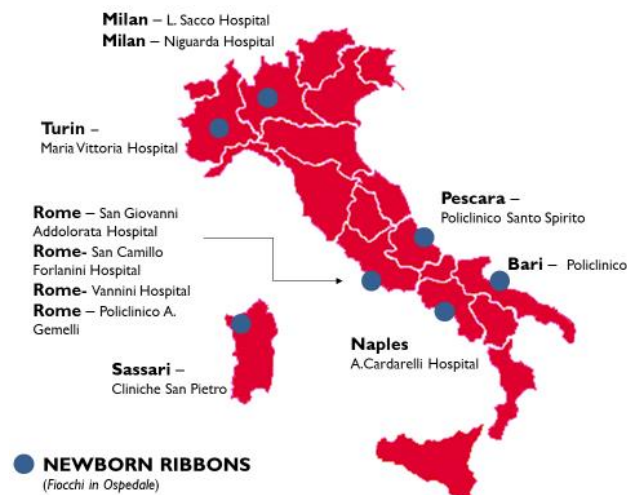 Milan – L. Sacco Hospital
Milan – Niguarda Hospital
Turin –
Maria Vittoria Hospital
Rome – San Giovanni
Addolorata Hospital
Rome- San Camillo
Forlanini Hospital
Rome- Vannini Hospital
Rome – Policlinico A.
Gemelli
Pescara –
Policlinico Santo Spirito
Bari – Policlinico
Naples
A.Cardarelli Hospital
Sassari –
Cliniche San Pietro
NEWBORN RIBBONS
(Fiocchi in Ospedale)